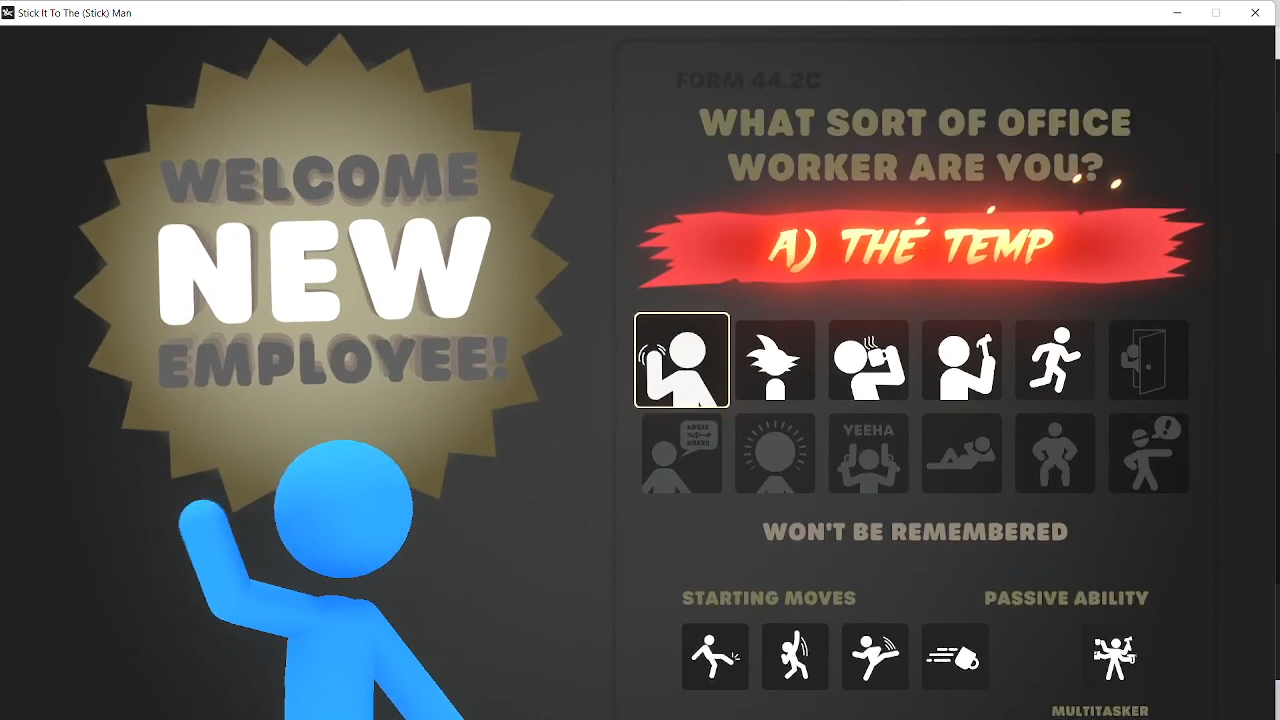 Stick It To The (Stick) Man
WELCOME
NEW
EMPLOYEE!
FORM 44.2C
WHAT SORT OF OFFICE
WORKER ARE YOU?
A) THE TEMP
YEEHA
WON'T BE REMEMBERED
STARTING MOVES
PASSIVE ABILITY
MULTITASKER